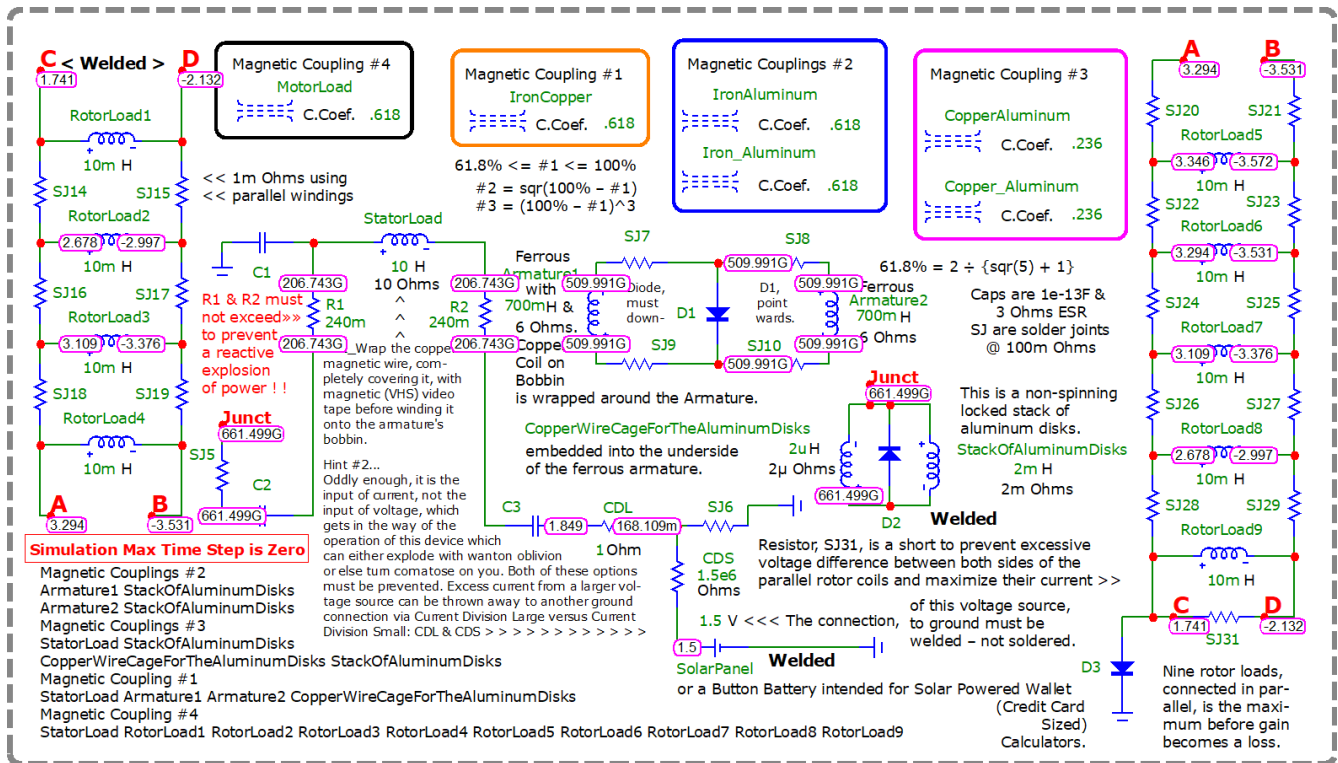 C < Welded > D
1.741
-2.132
RotorLoad1
10m H
SJ14
SJ15
RotorLoad2
2.678
-2.997
10m H
SJ16
SJ17
RotorLoad3
3.109
-3.376
10m H
SJ18
SJ19
RotorLoad4
10m H
A
B
3.294
-3.531
Magnetic Coupling #4
MotorLoad
C.Coef. .618
<< 1m Ohms using
<< parallel windings
Magnetic Coupling #1
IronCopper
C.Coef. .618
61.8% <= #1 <= 100%
#2 = sqr(100% – #1)
#3 = (100% – #1)^3
Magnetic Couplings #2
IronAluminum
C.Coef. .618
Iron_Aluminum
C.Coef. .618
Magnetic Coupling #3
CopperAluminum
C.Coef. .236
Copper_Aluminum
C.Coef. .236
StatorLoad
10 H
10 Ohms
^
^
^
C1
206.743G
R1
240m
206.743G
206.743G
R2
240m
206.743G
R1 & R2 must
not exceed»»
to prevent
a reactive
explosion
of power ! !
Junct
661.499G
SJ5
C2
661.499G
Ferrous
Armature1
with
700m H &
6 Ohms.
Copper
Coil on
Bobbin
is wrapped around the Armature.
509.991G
509.991G
SJ7
SJ8
SJ9
SJ10
Diode,
must
down-
D1
D1,
point
wards.
509.991G
509.991G
509.991G
509.991G
Ferrous
Armature2
700m H
6 Ohms
61.8% = 2 ÷ {sqr(5) + 1}
Caps are 1e-13F &
3 Ohms ESR
SJ are solder joints
@ 100m Ohms
Wrap the copper
magnetic wire, com-
pletely covering it, with
magnetic (VHS) video
tape before winding it
onto the armature's
bobbin.
Hint #2...
Oddly enough, it is the
input of current, not the
input of voltage, which
gets in the way of the
operation of this device which
can either explode with wanton oblivion
or else turn comatose on you. Both of these options
must be prevented. Excess current from a larger vol-
tage source can be thrown away to another ground
connection via Current Division Large versus Current
Division Small: CDL & CDS > > > > > > > > > > > >
CopperWireCageForTheAluminumDisks
embedded into the underside
of the ferrous armature.
2u H
2µ Ohms
Junct
661.499G
661.499G
D2
This is a non-spinning
locked stack of
aluminum disks.
StackOfAluminumDisks
2m H
2m Ohms
Welded
C3
1.849
CDL
168.109m
SJ6
1 Ohm
CDS
1.5e6
Ohms
Resistor, SJ31, is a short to prevent excessive
voltage difference between both sides of the
parallel rotor coils and maximize their current >>
1.5 V <<< The connection,
of this voltage source,
to ground must be
welded – not soldered.
1.5
SolarPanel
Welded
or a Button Battery intended for Solar Powered Wallet
(Credit Card
Sized)
Calculators.
A
B
3.294
-3.531
SJ20
SJ21
RotorLoad5
3.346
-3.572
10m H
SJ22
SJ23
RotorLoad6
3.294
-3.531
10m H
SJ24
SJ25
RotorLoad7
3.109
-3.376
10m H
SJ26
SJ27
RotorLoad8
2.678
-2.997
10m H
SJ28
SJ29
RotorLoad9
10m H
C
D
1.741
-2.132
SJ31
D3
Nine rotor loads,
connected in par-
allel, is the maxi-
mum before gain
becomes a loss.
Simulation Max Time Step is Zero
Magnetic Couplings #2
Armature1 StackOfAluminumDisks
Armature2 StackOfAluminumDisks
Magnetic Couplings #3
StatorLoad StackOfAluminumDisks
CopperWireCageForTheAluminumDisks StackOfAluminumDisks
Magnetic Coupling #1
StatorLoad Armature1 Armature2 CopperWireCageForTheAluminumDisks
Magnetic Coupling #4
StatorLoad RotorLoad1 RotorLoad2 RotorLoad3 RotorLoad4 RotorLoad5 RotorLoad6 RotorLoad7 RotorLoad8 RotorLoad9